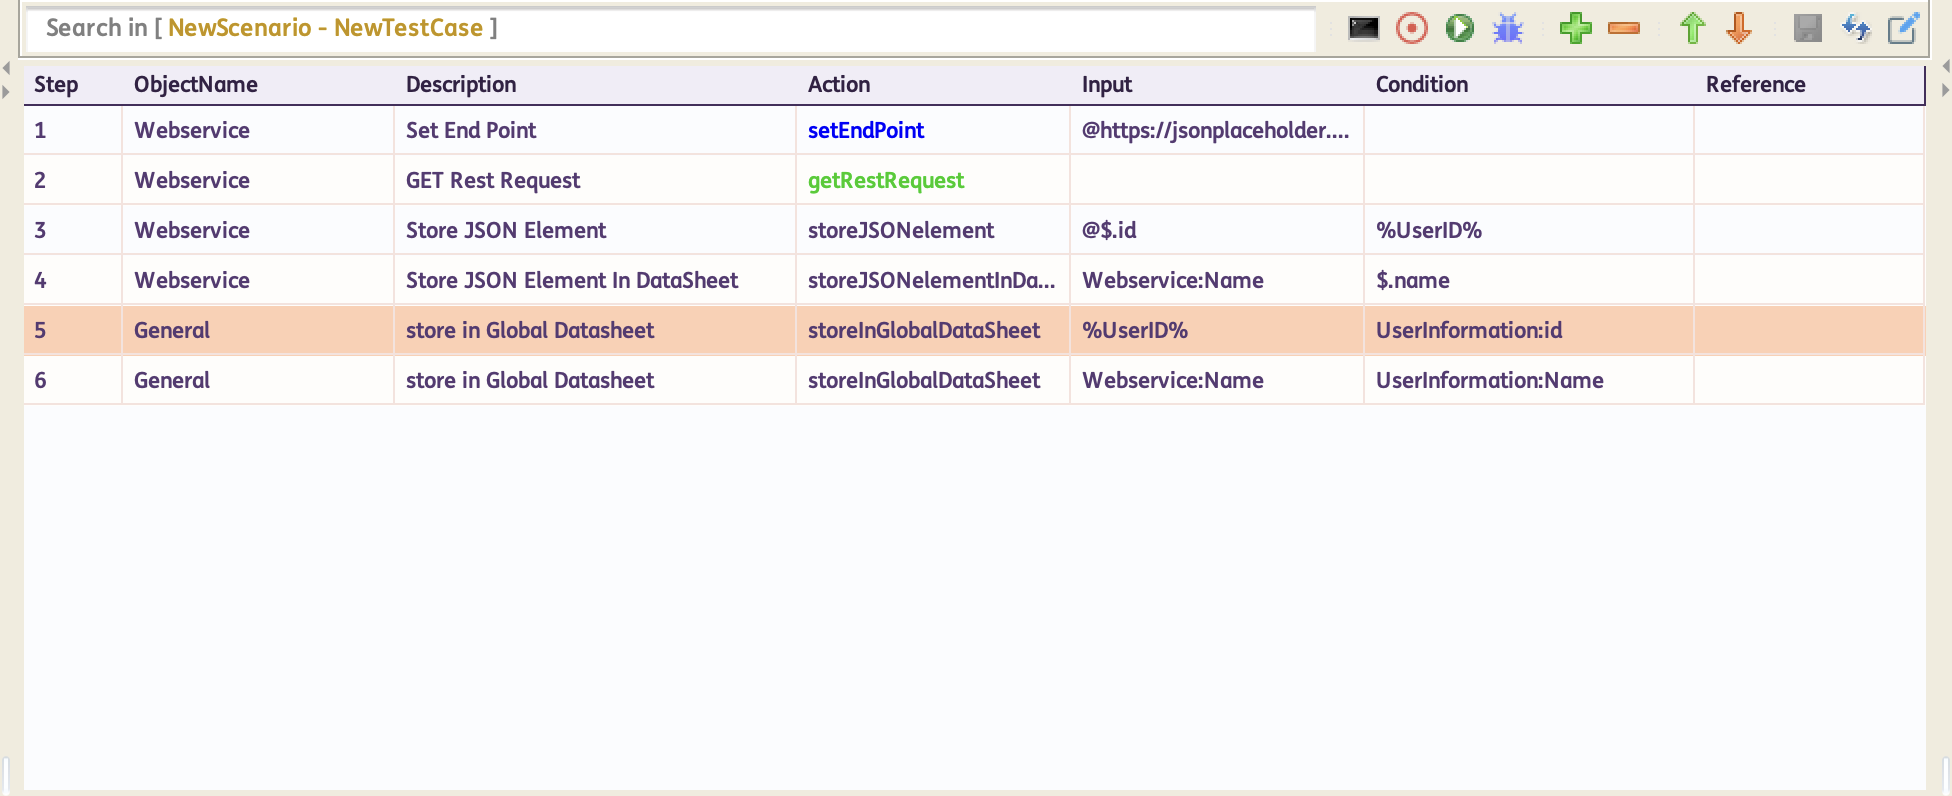 Search in [ NewScenario - NewTestCase ]
Step ObjectName Description Action Input Condition Reference
1 Webservice Set End Point setEndPoint @https://jsonplaceholder....
2 Webservice GET Rest Request getRestRequest
3 Webservice Store JSON Element storeJSONelement @$.id %UserID%
4 Webservice Store JSON Element In DataSheet storeJSONelementInDa... Webservice:Name $.name
5 General store in Global Datasheet storeInGlobalDataSheet %UserID% UserInformation:id
6 General store in Global Datasheet storeInGlobalDataSheet Webservice:Name UserInformation:Name